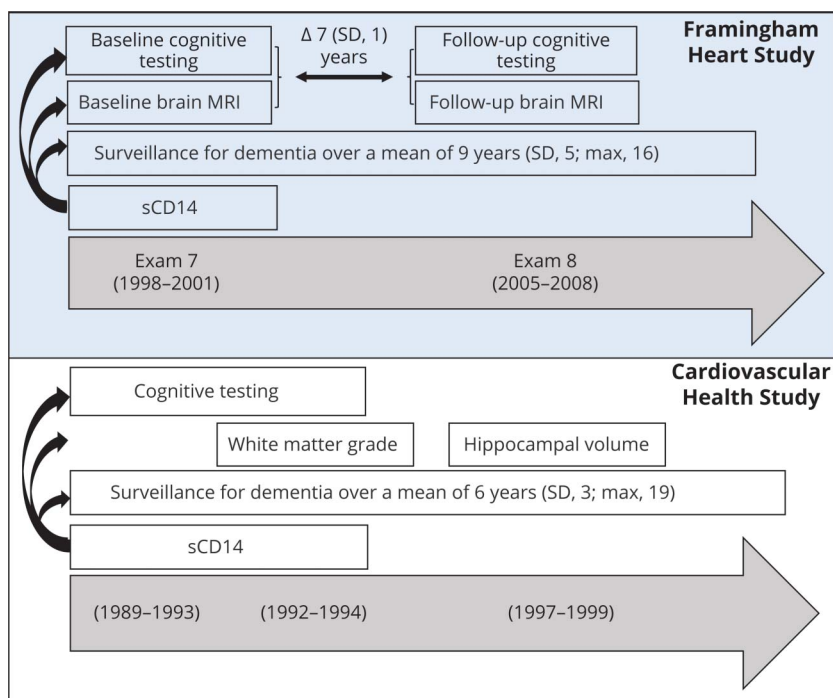 Framingham
Heart Study
Baseline cognitive
testing
Δ 7 (SD, 1)
years
Follow-up cognitive
testing
Baseline brain MRI
Follow-up brain MRI
Surveillance for dementia over a mean of 9 years (SD, 5; max, 16)
sCD14
Exam 7
(1998–2001)
Exam 8
(2005–2008)
Cardiovascular
Health Study
Cognitive testing
White matter grade
Hippocampal volume
Surveillance for dementia over a mean of 6 years (SD, 3; max, 19)
sCD14
(1989–1993)
(1992–1994)
(1997–1999)